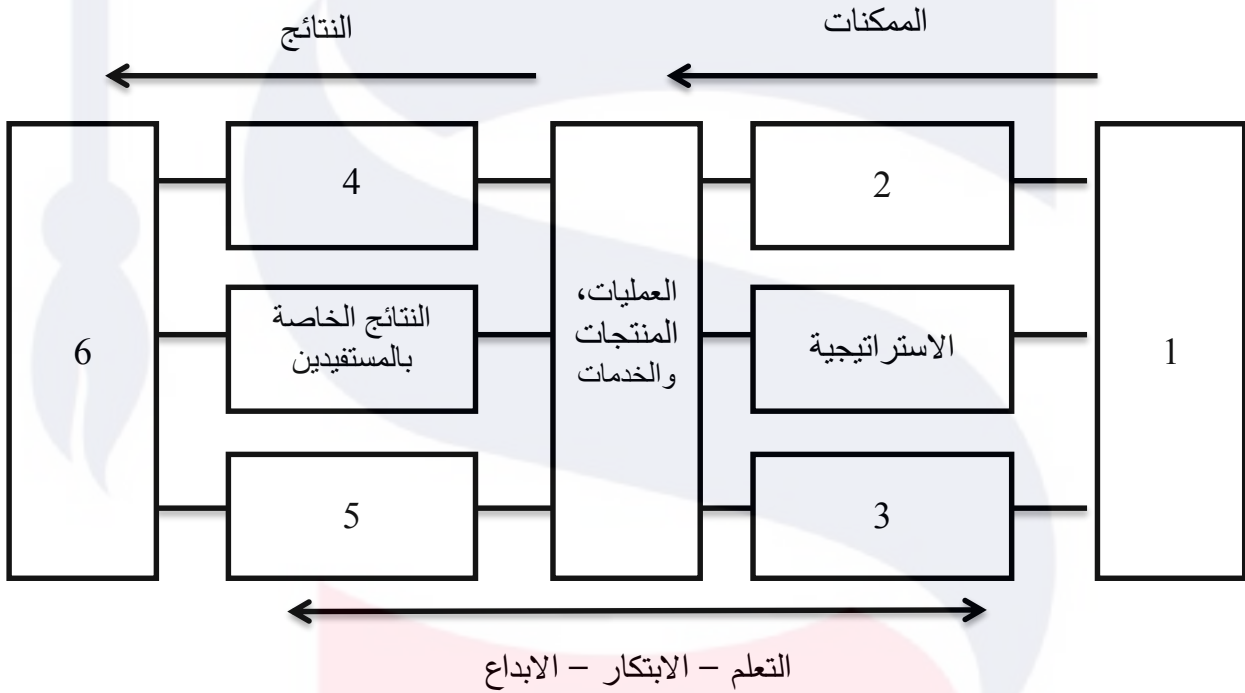 الممكنات
النتائج
1
2
الاستراتيجية
3
العمليات،
المنتجات
والخدمات
4
النتائج الخاصة
بالمستفيدين
5
6
التعلم – الابتكار – الابداع